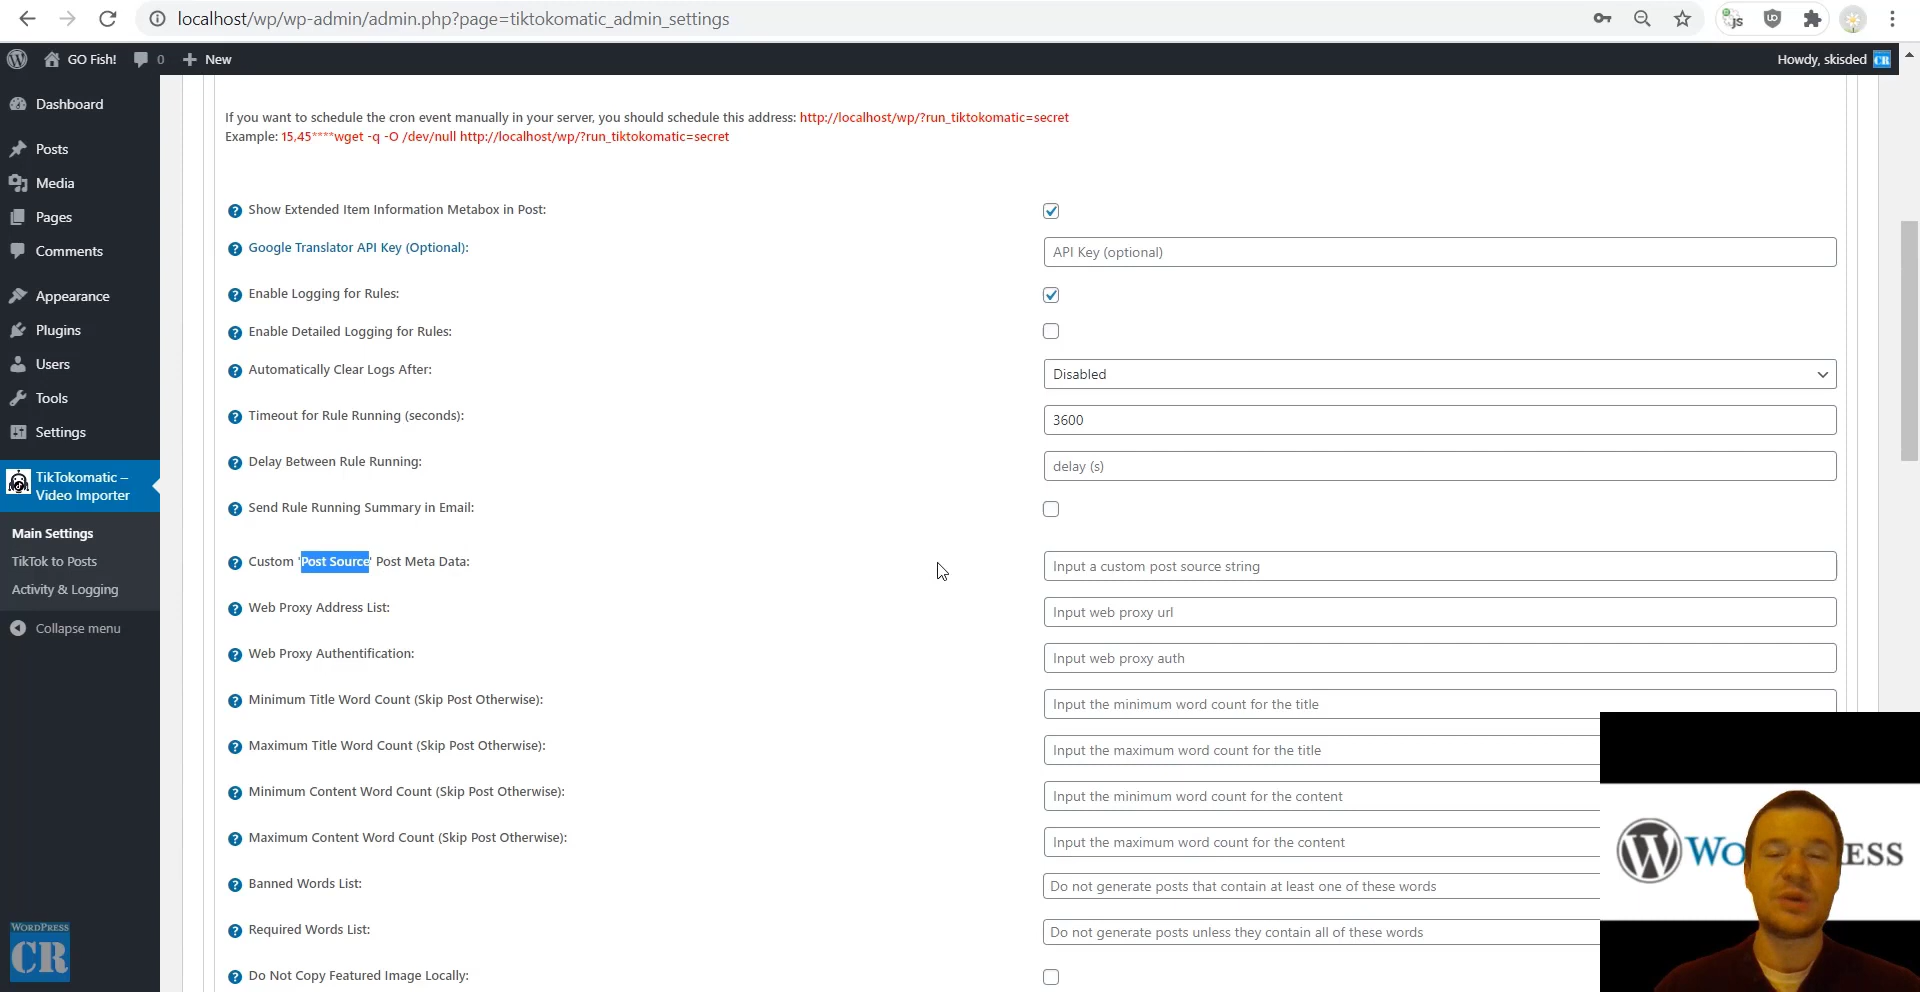 localhost/wp/wp-admin/admin.php?page=tiktokomatic_admin_settings
JS
GO Fish!
0
New
Howdy, skisded
CR
Dashboard
Posts
Media
Pages
Comments
Appearance
Plugins
Users
Tools
Settings
TikTokomatic –
Video Importer
Main Settings
TikTok to Posts
Activity & Logging
Collapse menu
WORDPRESS
CR
If you want to schedule the cron event manually in your server, you should schedule this address: http://localhost/wp/?run_tiktokomatic=secret
Example: 15,45****wget -q -O /dev/null http://localhost/wp/?run_tiktokomatic=secret
Show Extended Item Information Metabox in Post:
Google Translator API Key (Optional):
API Key (optional)
Enable Logging for Rules:
Enable Detailed Logging for Rules:
Automatically Clear Logs After:
Disabled
Timeout for Rule Running (seconds):
3600
Delay Between Rule Running:
delay (s)
Send Rule Running Summary in Email:
Custom 'Post Source' Post Meta Data:
Input a custom post source string
Web Proxy Address List:
Input web proxy url
Web Proxy Authentification:
Input web proxy auth
Minimum Title Word Count (Skip Post Otherwise):
Input the minimum word count for the title
Maximum Title Word Count (Skip Post Otherwise):
Input the maximum word count for the title
Minimum Content Word Count (Skip Post Otherwise):
Input the minimum word count for the content
Maximum Content Word Count (Skip Post Otherwise):
Input the maximum word count for the content
Banned Words List:
Do not generate posts that contain at least one of these words
Required Words List:
Do not generate posts unless they contain all of these words
Do Not Copy Featured Image Locally:
WO ESS